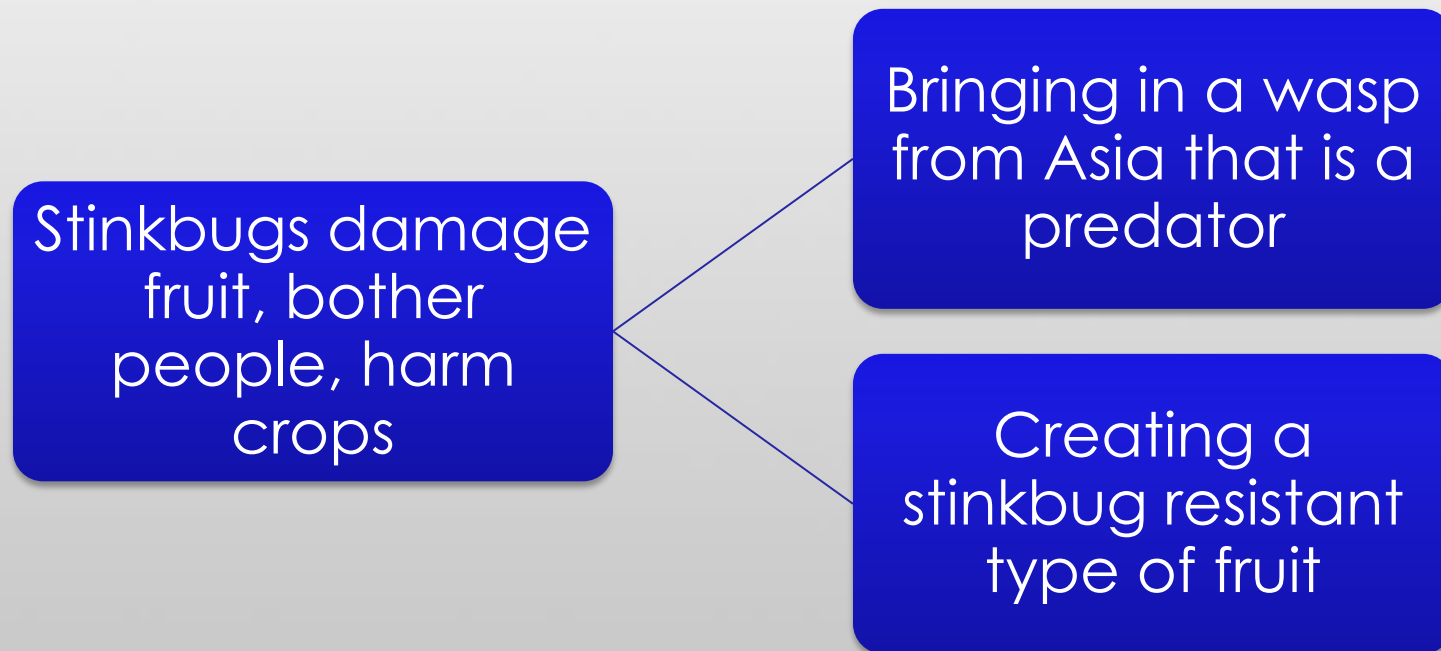 Stinkbugs damage
fruit, bother
people, harm
crops
Bringing in a wasp
from Asia that is a
predator
Creating a
stinkbug resistant
type of fruit